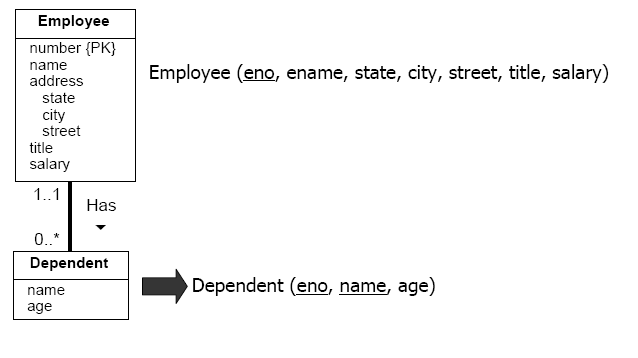 Employee
number {PK}
name
address
state
city
street
title
salary
Employee (eno, ename, state, city, street, title, salary)
1..1
Has
0..*
Dependent
name
age
Dependent (eno, name, age)